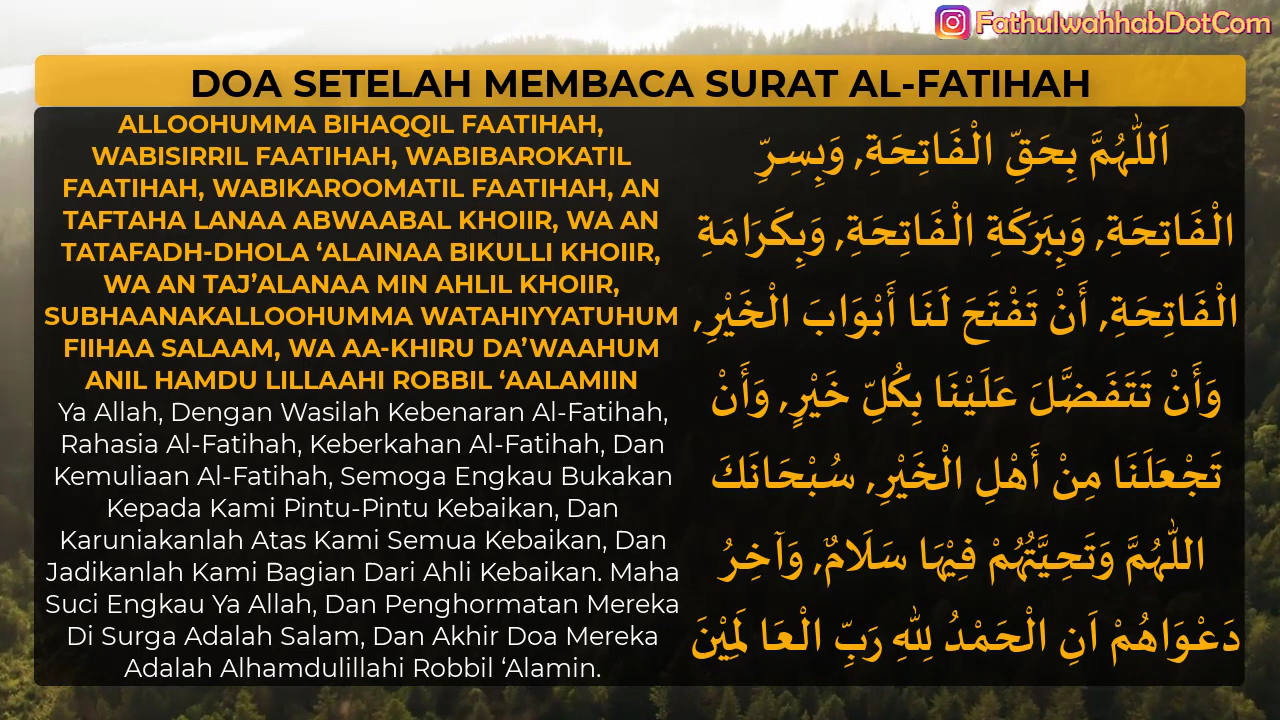 FathulwahhabDotCom
DOA SETELAH MEMBACA SURAT AL-FATIHAH
ALLOOHUMMA BIHAQQIL FAATIHAH,
WABISIRRIL FAATIHAH, WABIBAROKATIL
FAATIHAH, WABIKAROOMATIL FAATIHAH, AN
TAFTAHA LANAA ABWAABAL KHOIIR, WA AN
TATAFADH-DHOLA ‘ALAINAA BIKULLI KHOIIR,
WA AN TAJ’ALANAA MIN AHLIL KHOIIR,
SUBHAANAKALLOOHUMMA WATAHIYYATUHUM
FIIHAA SALAAM, WA AA-KHIRU DA’WAAHUM
ANIL HAMDU LILLAAHI ROBBIL ‘AALAMIIN
Ya Allah, Dengan Wasilah Kebenaran Al-Fatihah,
Rahasia Al-Fatihah, Keberkahan Al-Fatihah, Dan
Kemuliaan Al-Fatihah, Semoga Engkau Bukakan
Kepada Kami Pintu-Pintu Kebaikan, Dan
Karuniakanlah Atas Kami Semua Kebaikan, Dan
Jadikanlah Kami Bagian Dari Ahli Kebaikan. Maha
Suci Engkau Ya Allah, Dan Penghormatan Mereka
Di Surga Adalah Salam, Dan Akhir Doa Mereka
Adalah Alhamdulillahi Robbil ‘Alamin.
اَللّٰهُمَّ بِحَقِّ الْفَاتِحَةِ, وَبِسِرِّ
الْفَاتِحَةِ, وَبِبَرَكَةِ الْفَاتِحَةِ, وَبِكَرَامَةِ
الْفَاتِحَةِ, أَنْ تَفْتَحَ لَنَا أَبْوَابَ الْخَيْرِ,
وَأَنْ تَتَفَضَّلَ عَلَيْنَا بِكُلِّ خَيْرٍ, وَأَنْ
تَجْعَلَنَا مِنْ أَهْلِ الْخَيْرِ, سُبْحَانَكَ
اللّٰهُمَّ وَتَحِيَّتُهُمْ فِيْهَا سَلَامٌ, وَآخِرُ
دَعْوَاهُمْ اَنِ الْحَمْدُ لِلّٰهِ رَبِّ الْعَا لَمِيْنَ